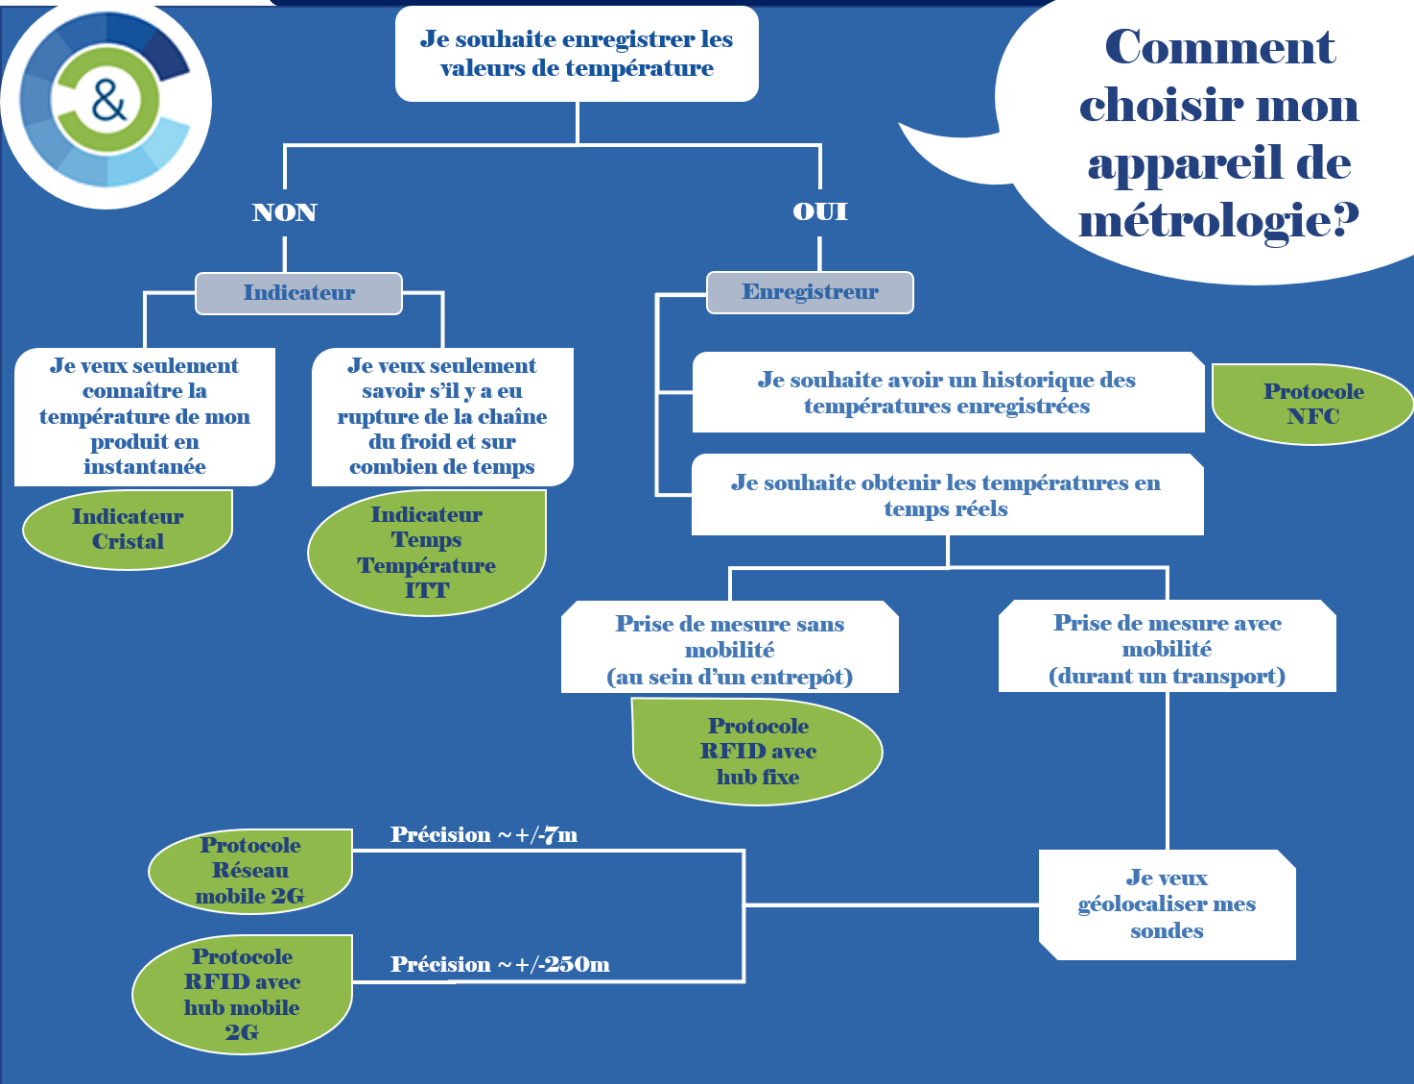 &
Je souhaite enregistrer les
valeurs de température
Comment
choisir mon
appareil de
métrologie?
NON
OUI
Indicateur
Enregistreur
Je veux seulement
connaître la
température de mon
produit en
instantanée
Je veux seulement
savoir s’il y a eu
rupture de la chaîne
du froid et sur
combien de temps
Indicateur
Cristal
Indicateur
Temps
Température
ITT
Je souhaite avoir un historique des
températures enregistrées
Protocole
NFC
Je souhaite obtenir les températures en
temps réels
Prise de mesure sans
mobilité
(au sein d’un entrepôt)
Prise de mesure avec
mobilité
(durant un transport)
Protocole
RFID avec
hub fixe
Précision ~+/-7m
Protocole
Réseau
mobile 2G
Je veux
géolocaliser mes
sondes
Précision ~+/-250m
Protocole
RFID avec
hub mobile
2G